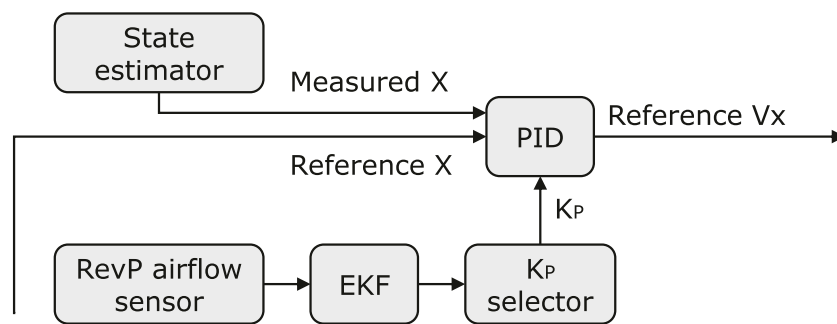 State
estimator
Measured X
Reference Vx
PID
Reference X
KP
RevP airflow
sensor
EKF
KP
selector